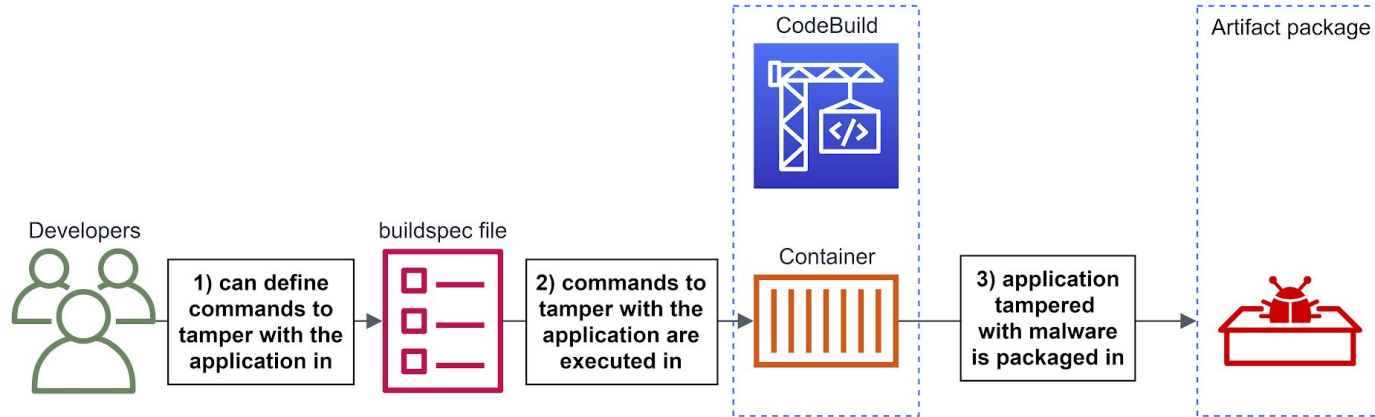 CodeBuild
Artifact package
</>
Developers
1) can define
commands to
tamper with the
application in
buildspec file
2) commands to
tamper with the
application are
executed in
Container
3) application
tampered
with malware
is packaged in